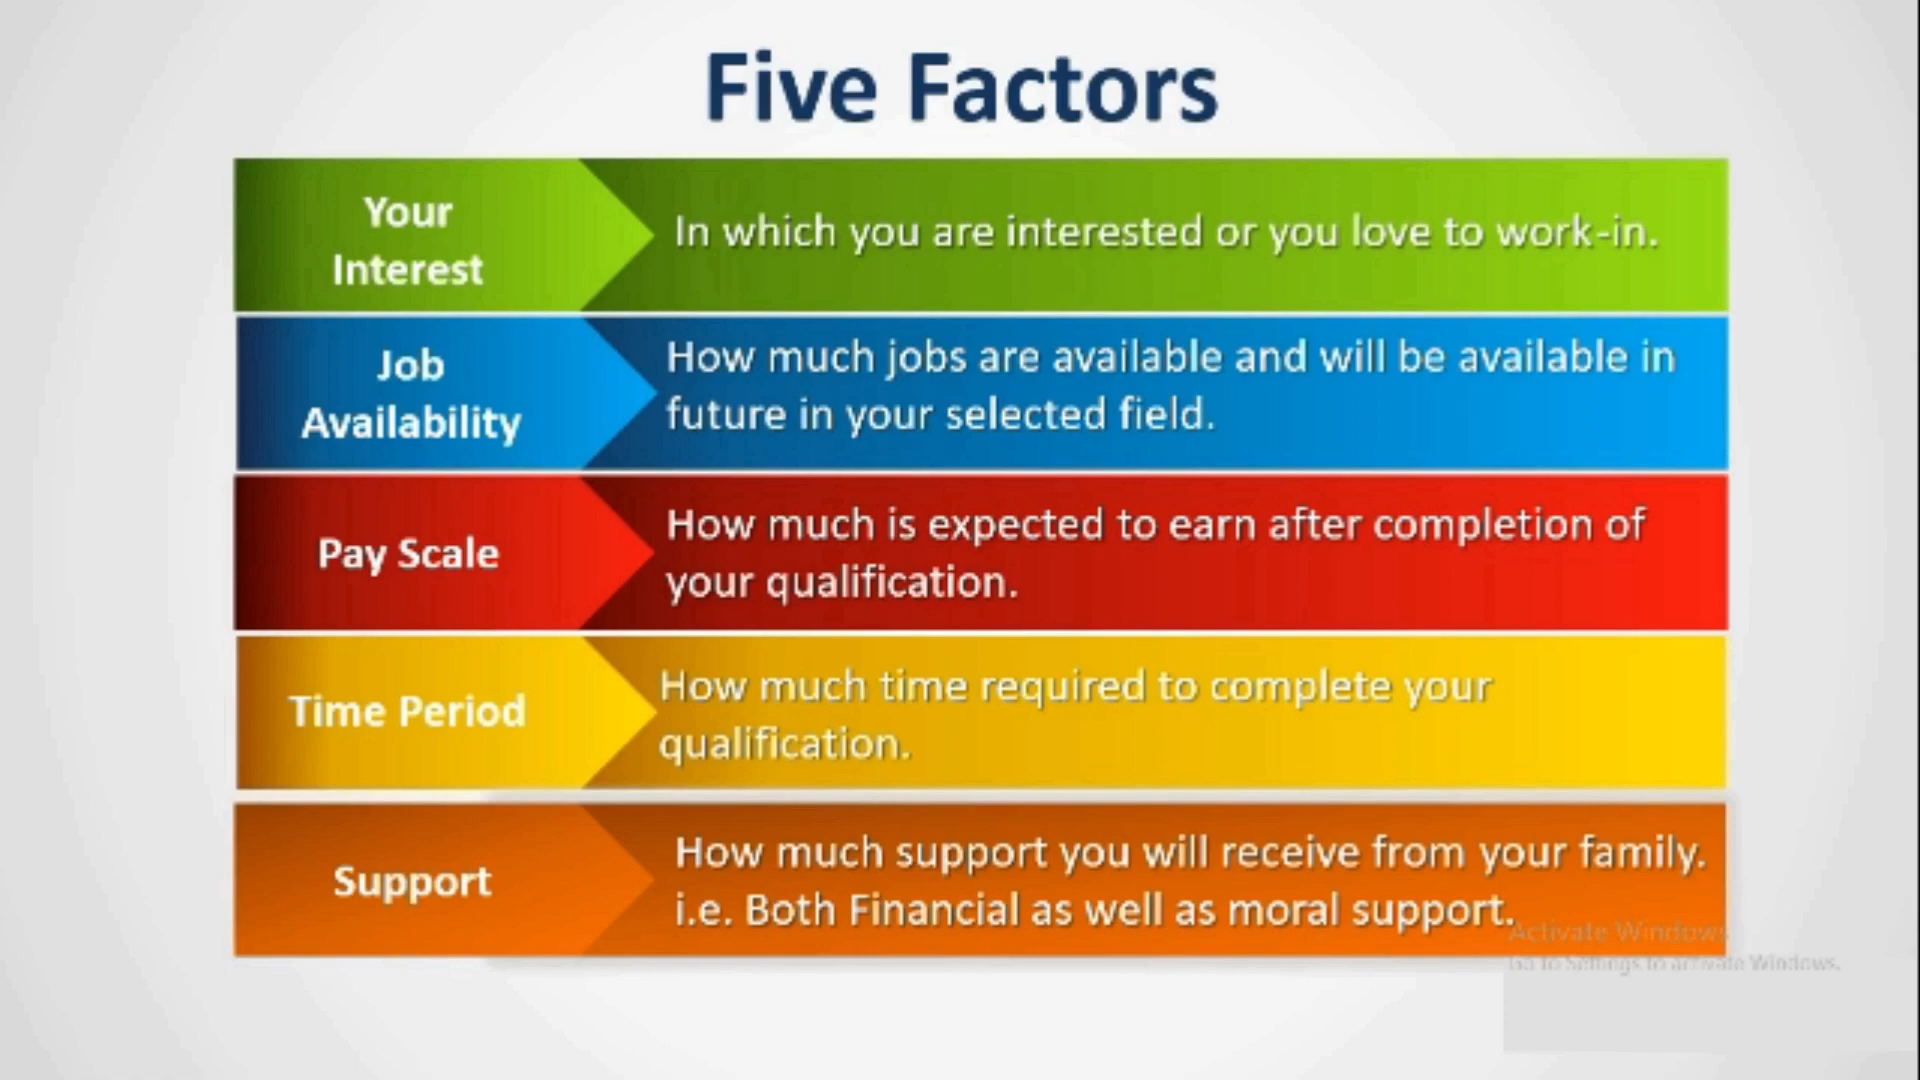 Five Factors
Your
Interest
In which you are interested or you love to work-in.
Job
Availability
How much jobs are available and will be available in
future in your selected field.
Pay Scale
How much is expected to earn after completion of
your qualification.
Time Period
How much time required to complete your
qualification.
Support
How much support you will receive from your family.
i.e. Both Financial as well as moral support.
Activate Windows
Go to Settings to activate Windows.